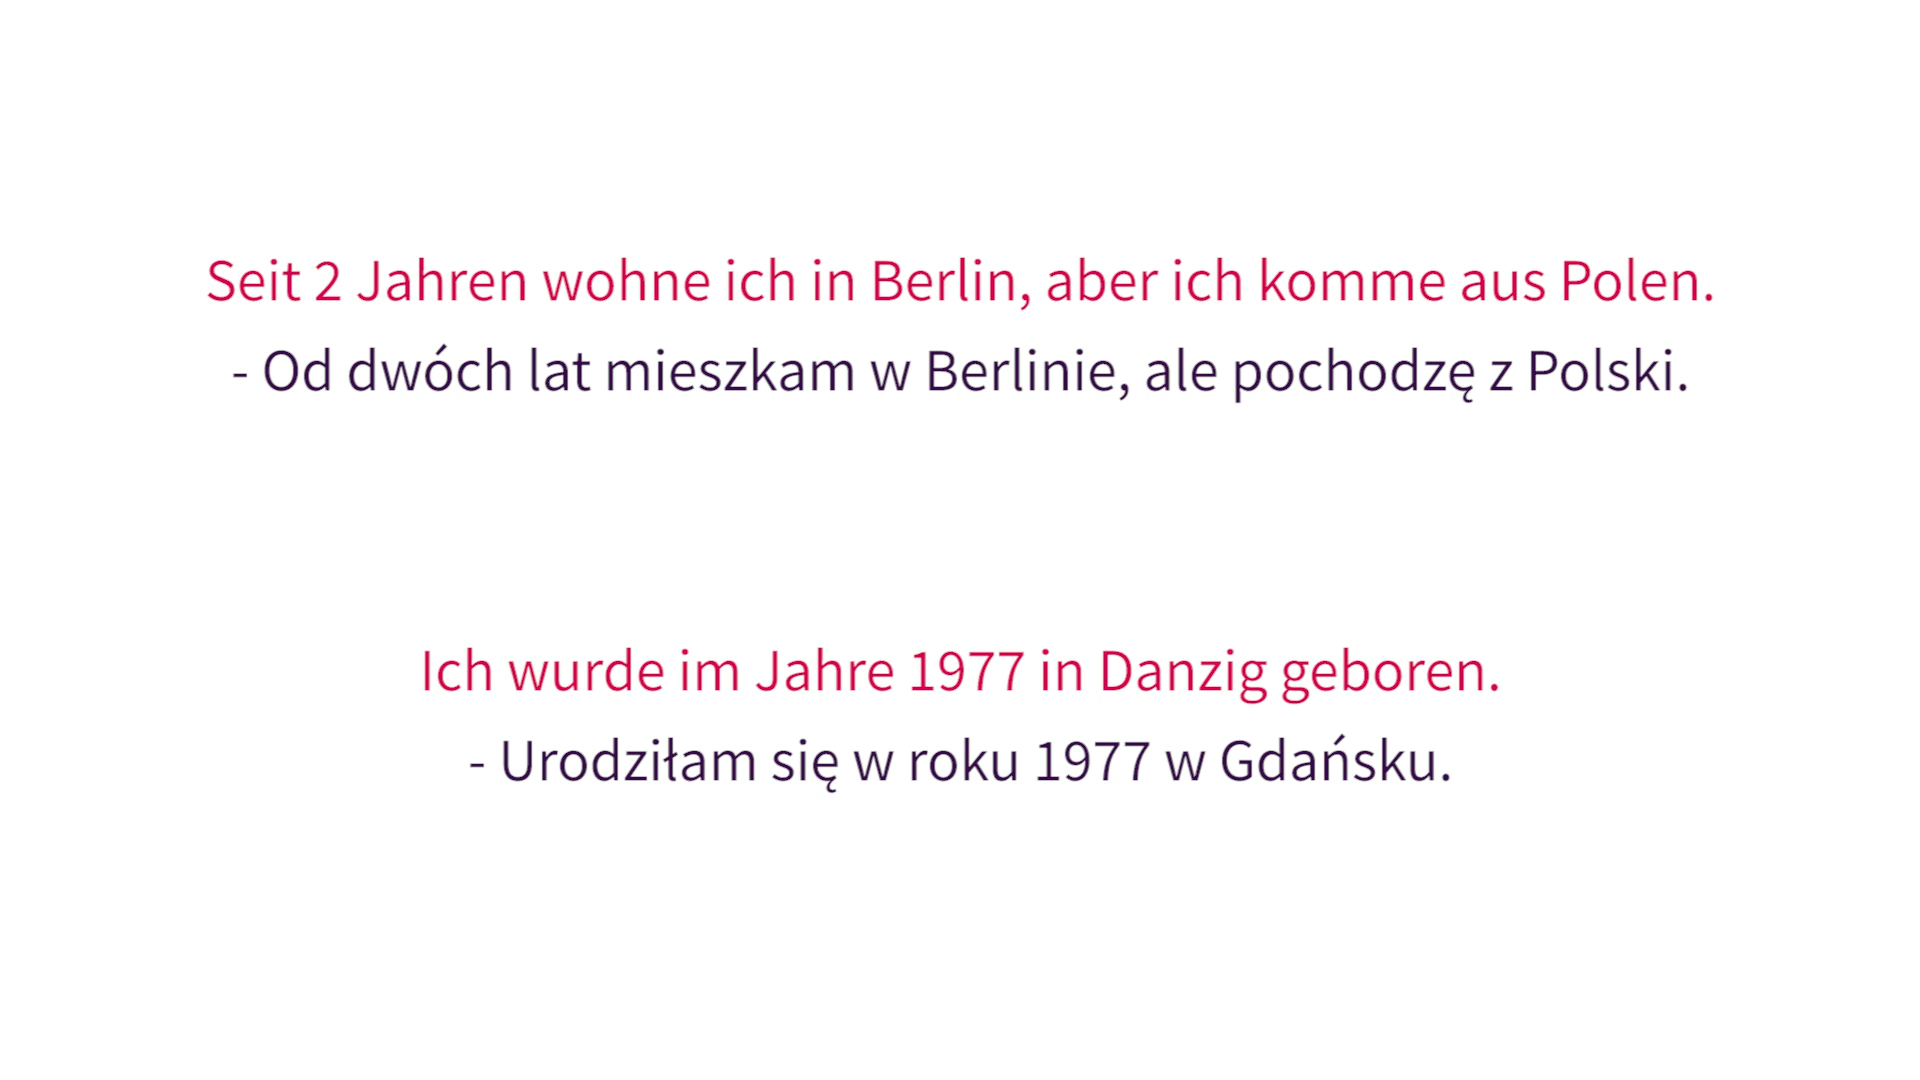 Seit 2 Jahren wohne ich in Berlin, aber ich komme aus Polen.
- Od dwóch lat mieszkam w Berlinie, ale pochodzę z Polski.
Ich wurde im Jahre 1977 in Danzig geboren.
- Urodziłam się w roku 1977 w Gdańsku.